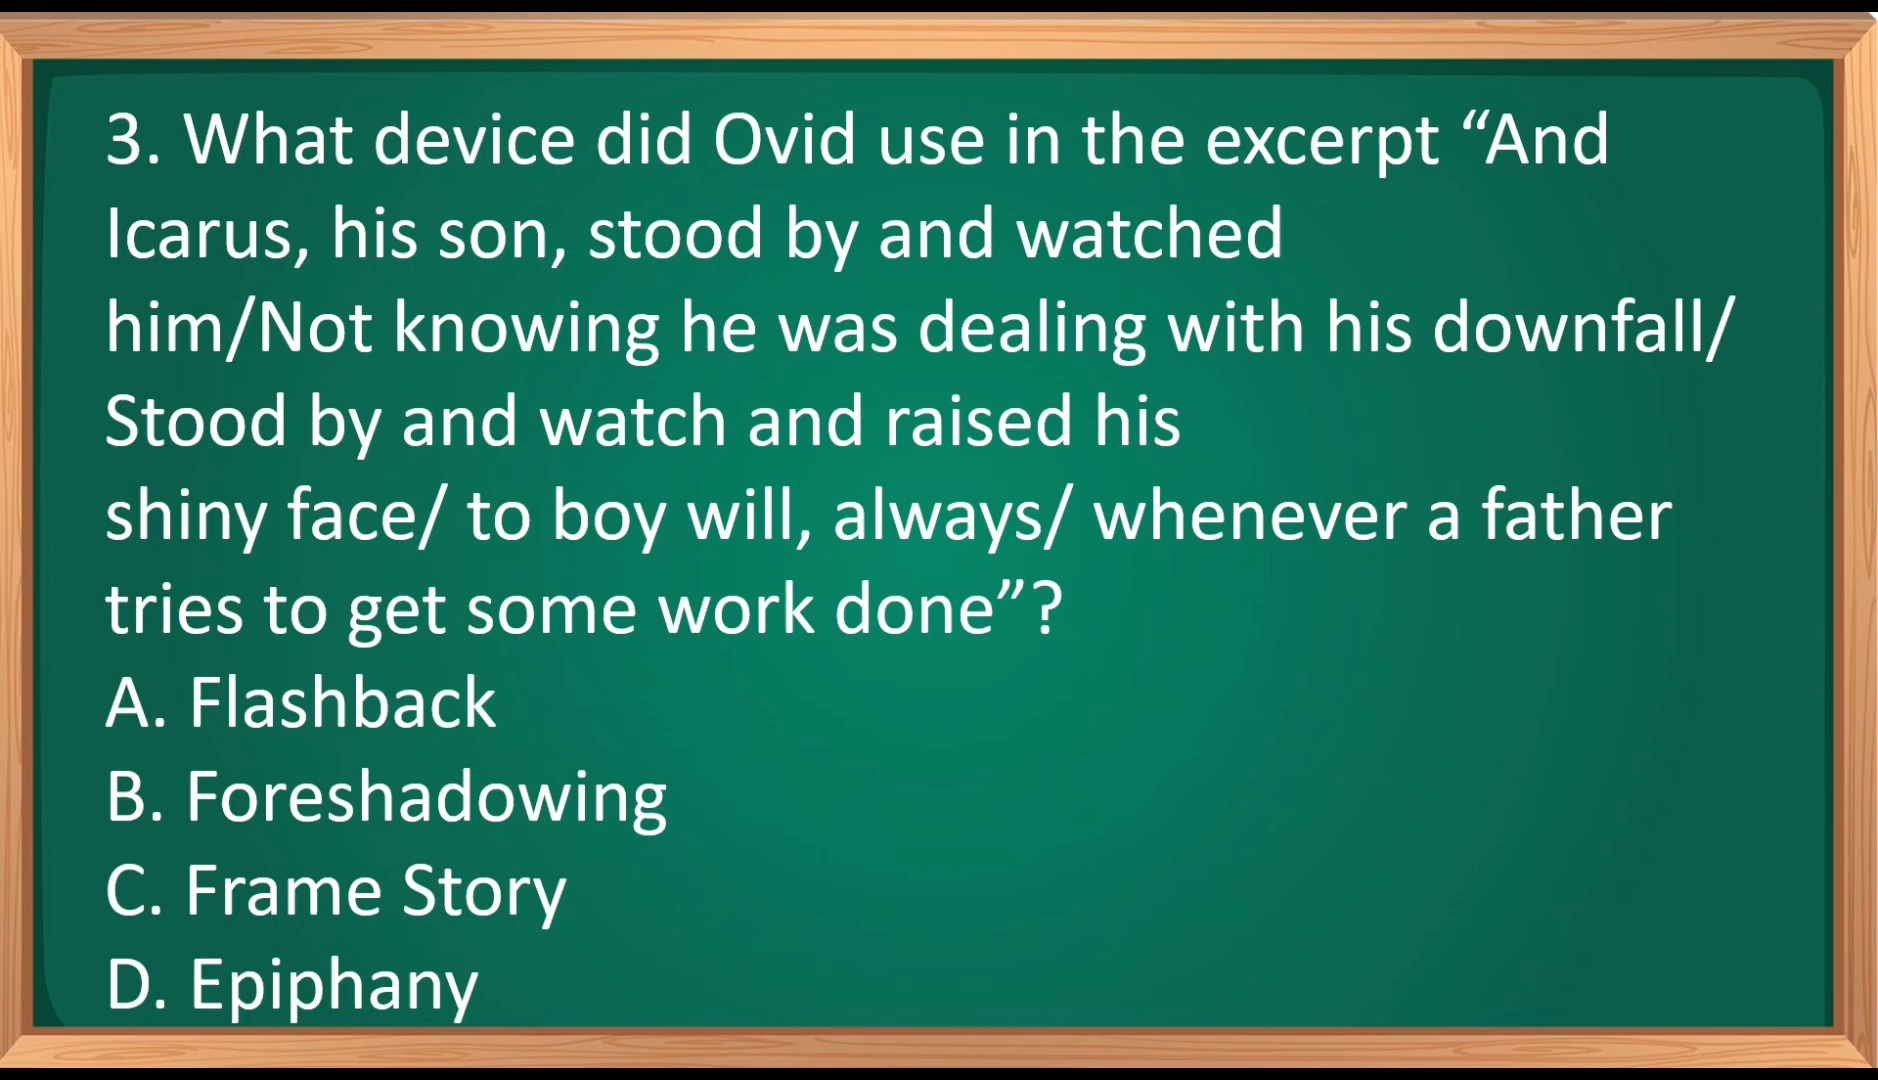 3. What device did Ovid use in the excerpt “And
Icarus, his son, stood by and watched
him/Not knowing he was dealing with his downfall/
Stood by and watch and raised his
shiny face/ to boy will, always/ whenever a father
tries to get some work done”?
A. Flashback
B. Foreshadowing
C. Frame Story
D. Epiphany